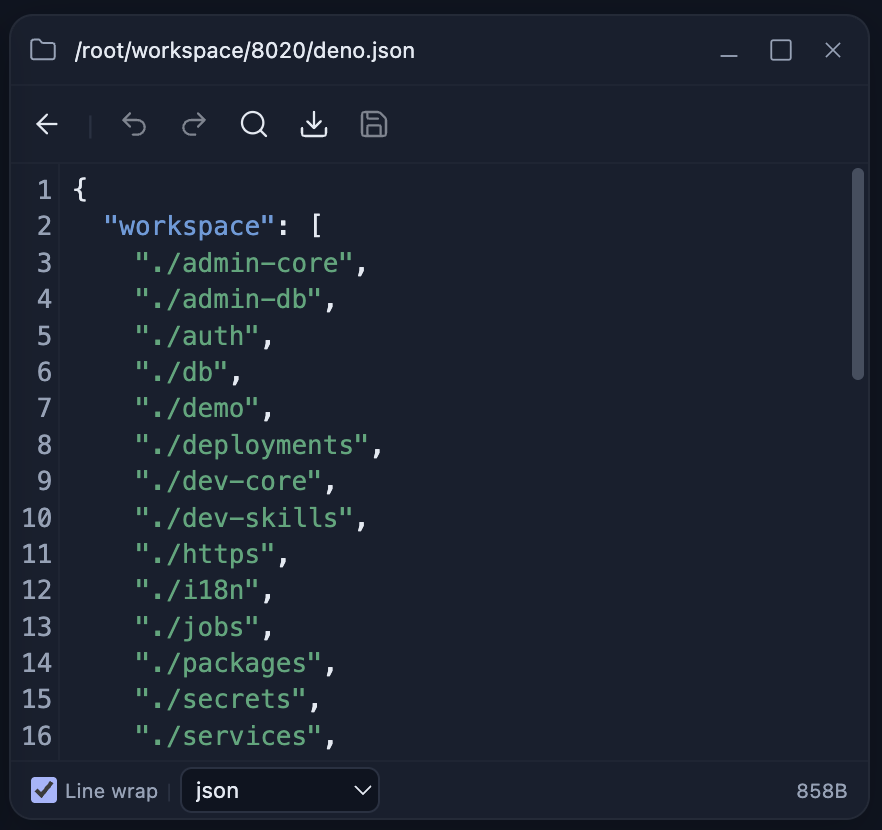 /root/workspace/8020/deno.json
1 {
2   "workspace": [
3     "./admin-core",
4     "./admin-db",
5     "./auth",
6     "./db",
7     "./demo",
8     "./deployments",
9     "./dev-core",
10     "./dev-skills",
11     "./https",
12     "./i18n",
13     "./jobs",
14     "./packages",
15     "./secrets",
16     "./services",
Line wrap | json 858B